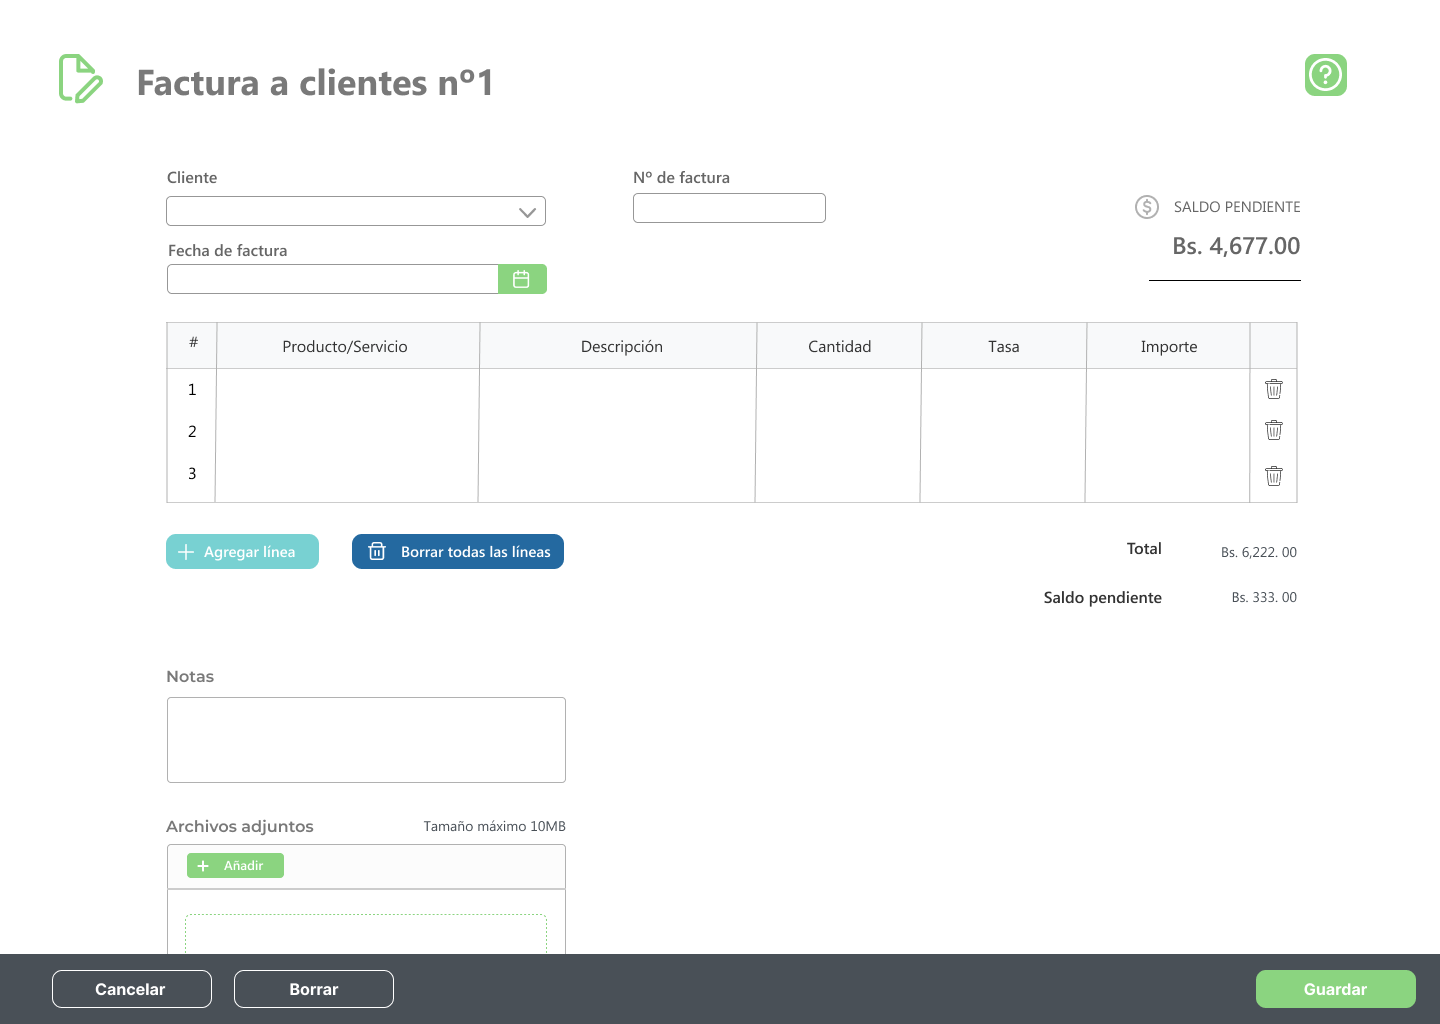 Factura a clientes nº1
Cliente
Nº de factura
SALDO PENDIENTE
Bs. 4,677.00
Fecha de factura
# Producto/Servicio Descripción Cantidad Tasa Importe
1
2
3
Agregar línea Borrar todas las líneas
Total Bs. 6,222. 00
Saldo pendiente Bs. 333. 00
Notas
Archivos adjuntos Tamaño máximo 10MB
Añadir
Cancelar Borrar Guardar